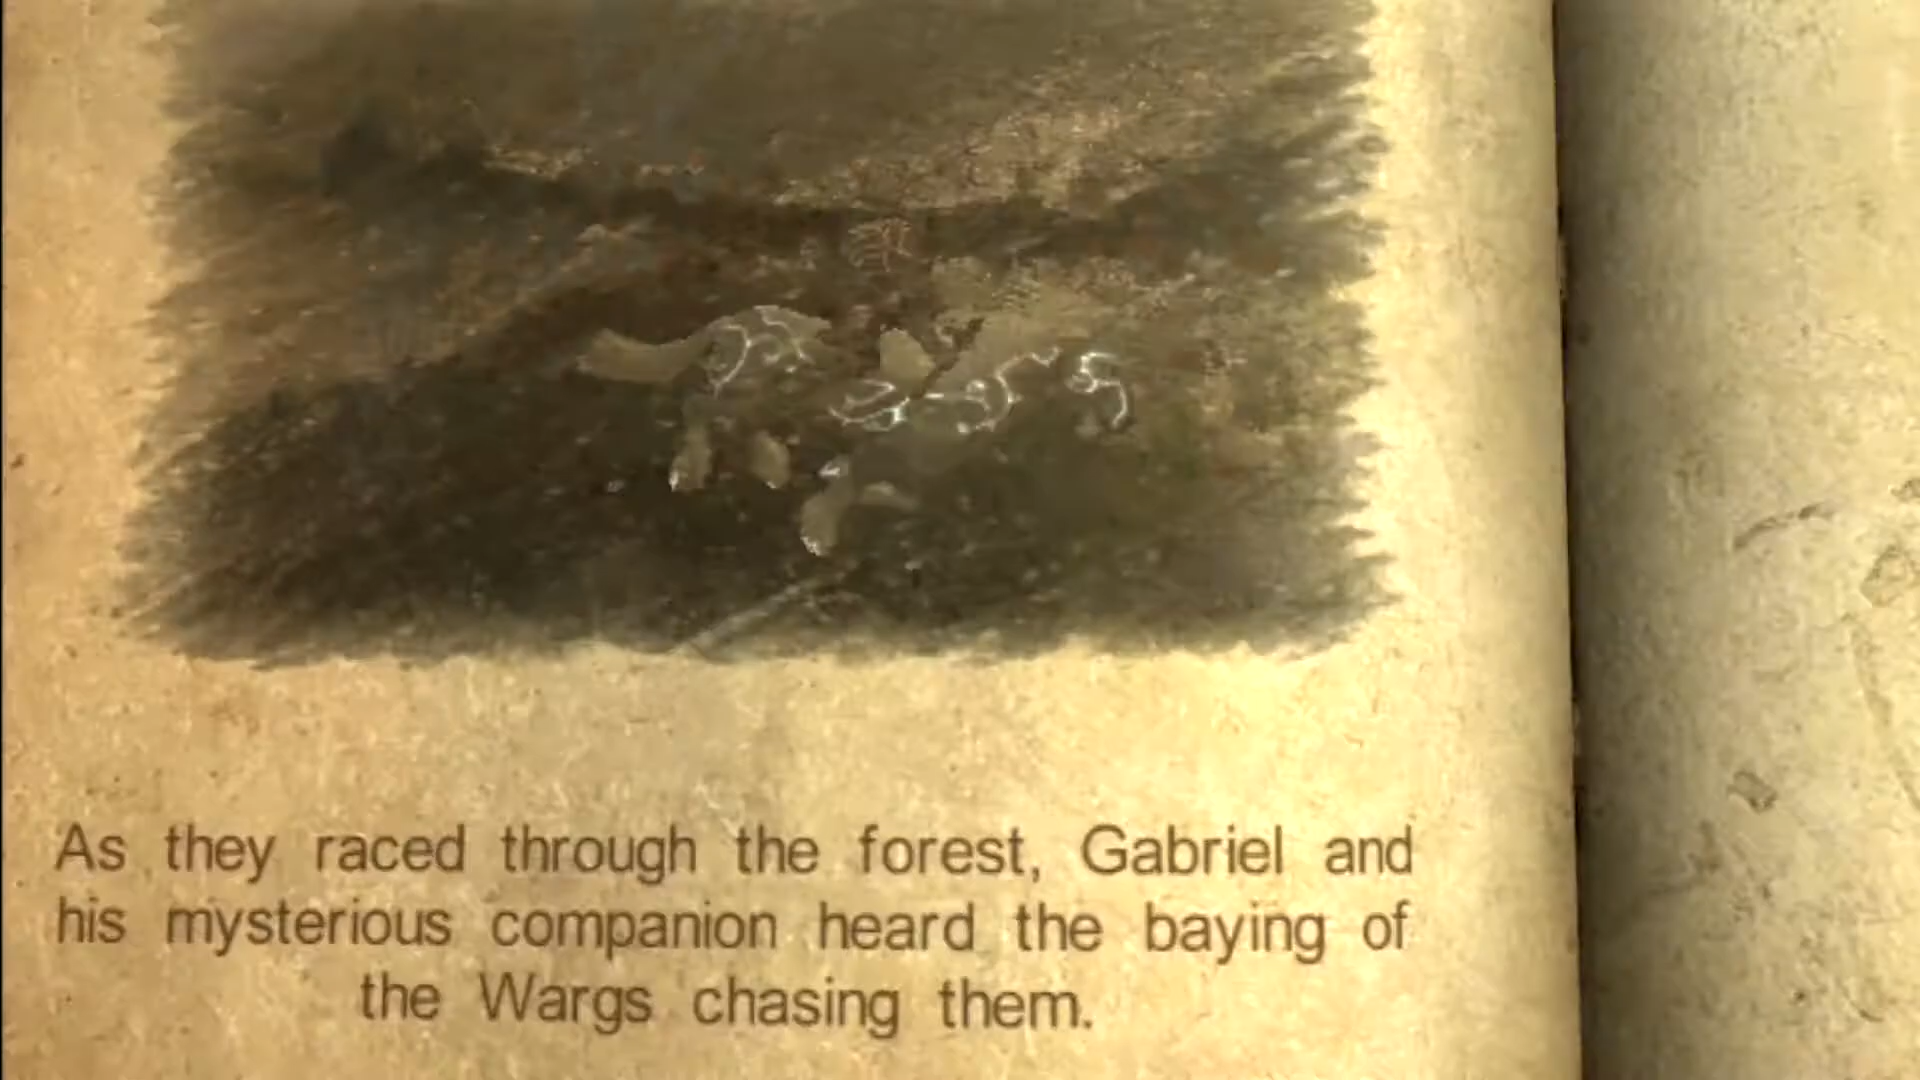 As they raced through the forest, Gabriel and
his mysterious companion heard the baying of
the Wargs chasing them.